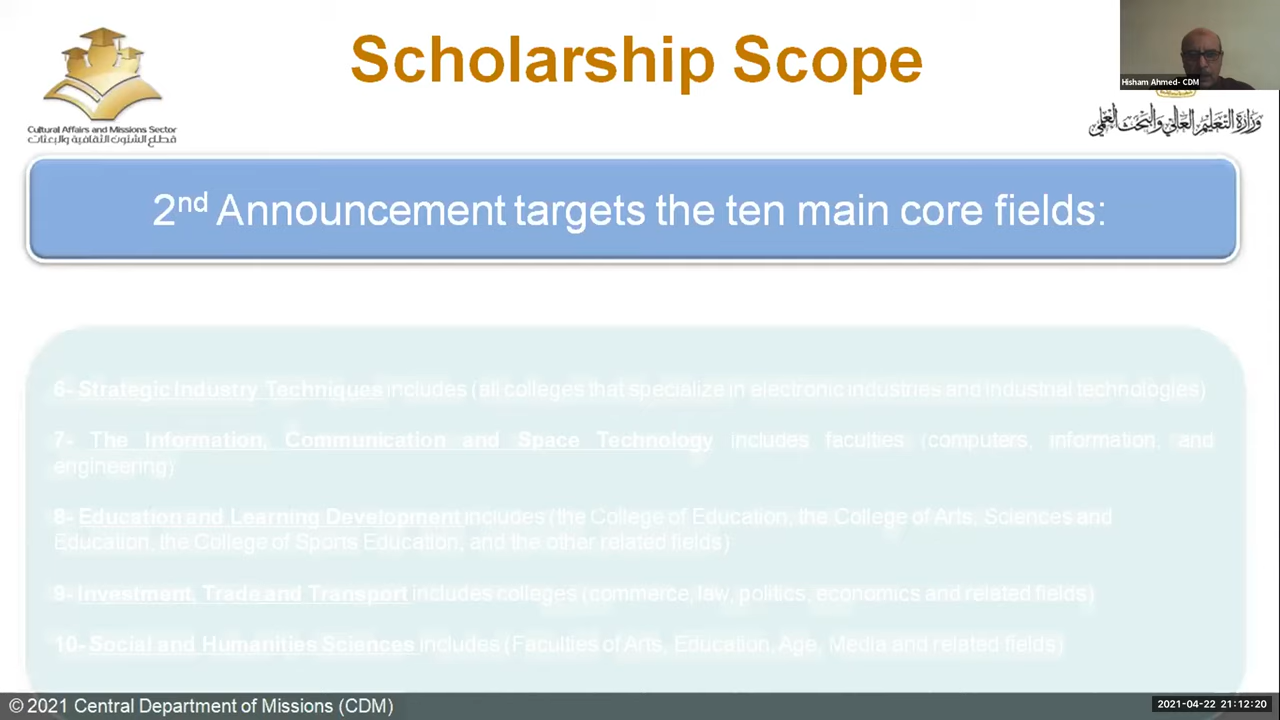 Scholarship Scope
Hisham Ahmed- CDM
Cultural Affairs and Missions Sector
قطاع الشئون الثقافية والبعثات
وزارة التعليم العالي والبحث العلمي
2nd Announcement targets the ten main core fields:
6- Strategic Industry Techniques includes (all colleges that specialize in electronic industries and industrial technologies)
7- The Information, Communication and Space Technology includes faculties (computers, information, and
engineering)
8- Education and Learning Development includes (the College of Education, the College of Arts, Sciences and
Education, the College of Sports Education, and the other related fields)
9- Investment, Trade and Transport includes colleges (commerce, law, politics, economics and related fields)
10- Social and Humanities Sciences includes (Faculties of Arts, Education, Age, Media and related fields)
© 2021 Central Department of Missions (CDM)
2021-04-22 21:12:20